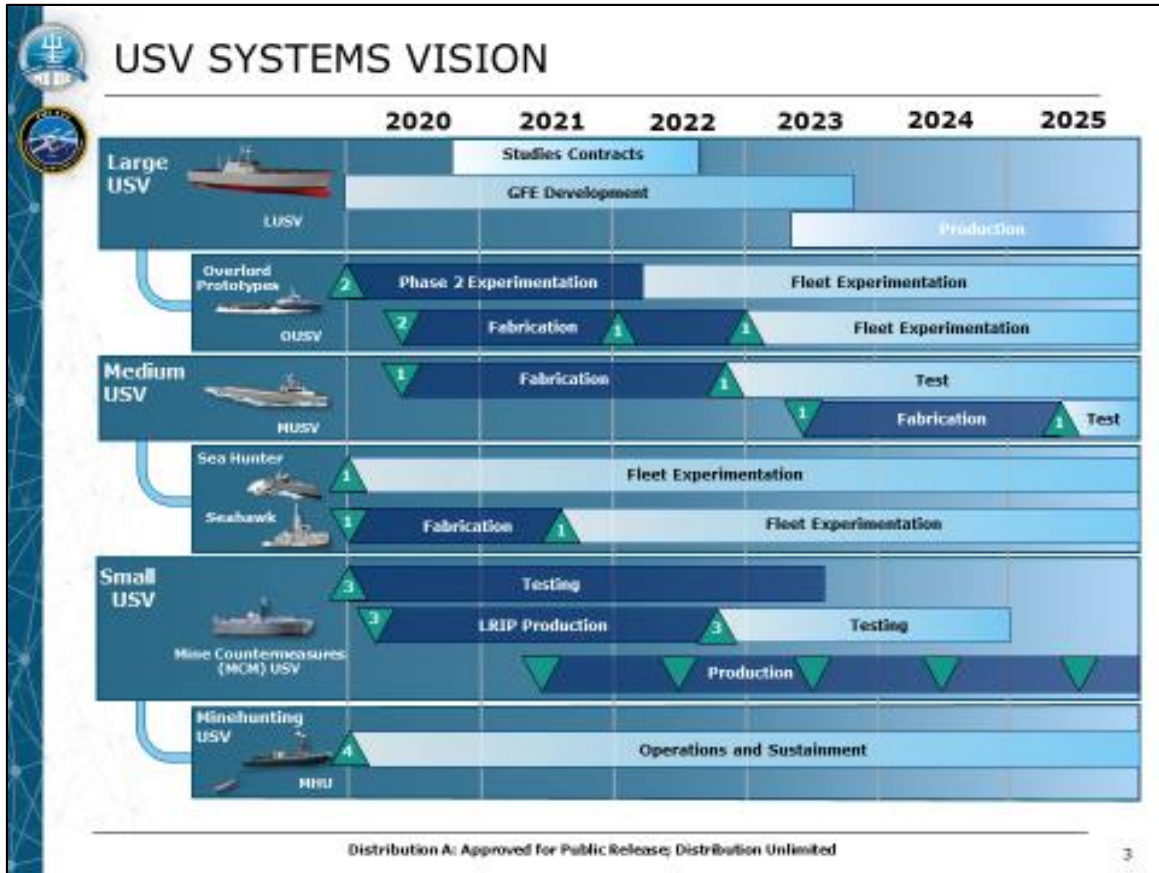 USV SYSTEMS VISION
2020 2021 2022 2023 2024 2025
Large
USV
LUSV
Studies Contracts
GFE Development
Production
Overlord
Prototypes
OUSV
2 Phase 2 Experimentation Fleet Experimentation
2 Fabrication 1 1 Fleet Experimentation
Medium
USV
MUSV
1 Fabrication 1 Test
1 Fabrication 1 Test
Sea Hunter
1 Fleet Experimentation
Seahawk
1 Fabrication 1 Fleet Experimentation
Small
USV
Mine Countermeasures
(MCM) USV
3 Testing
3 LRIP Production 3 Testing
Production
Minehunting
USV
MHU
4 Operations and Sustainment
Distribution A: Approved for Public Release; Distribution Unlimited
3